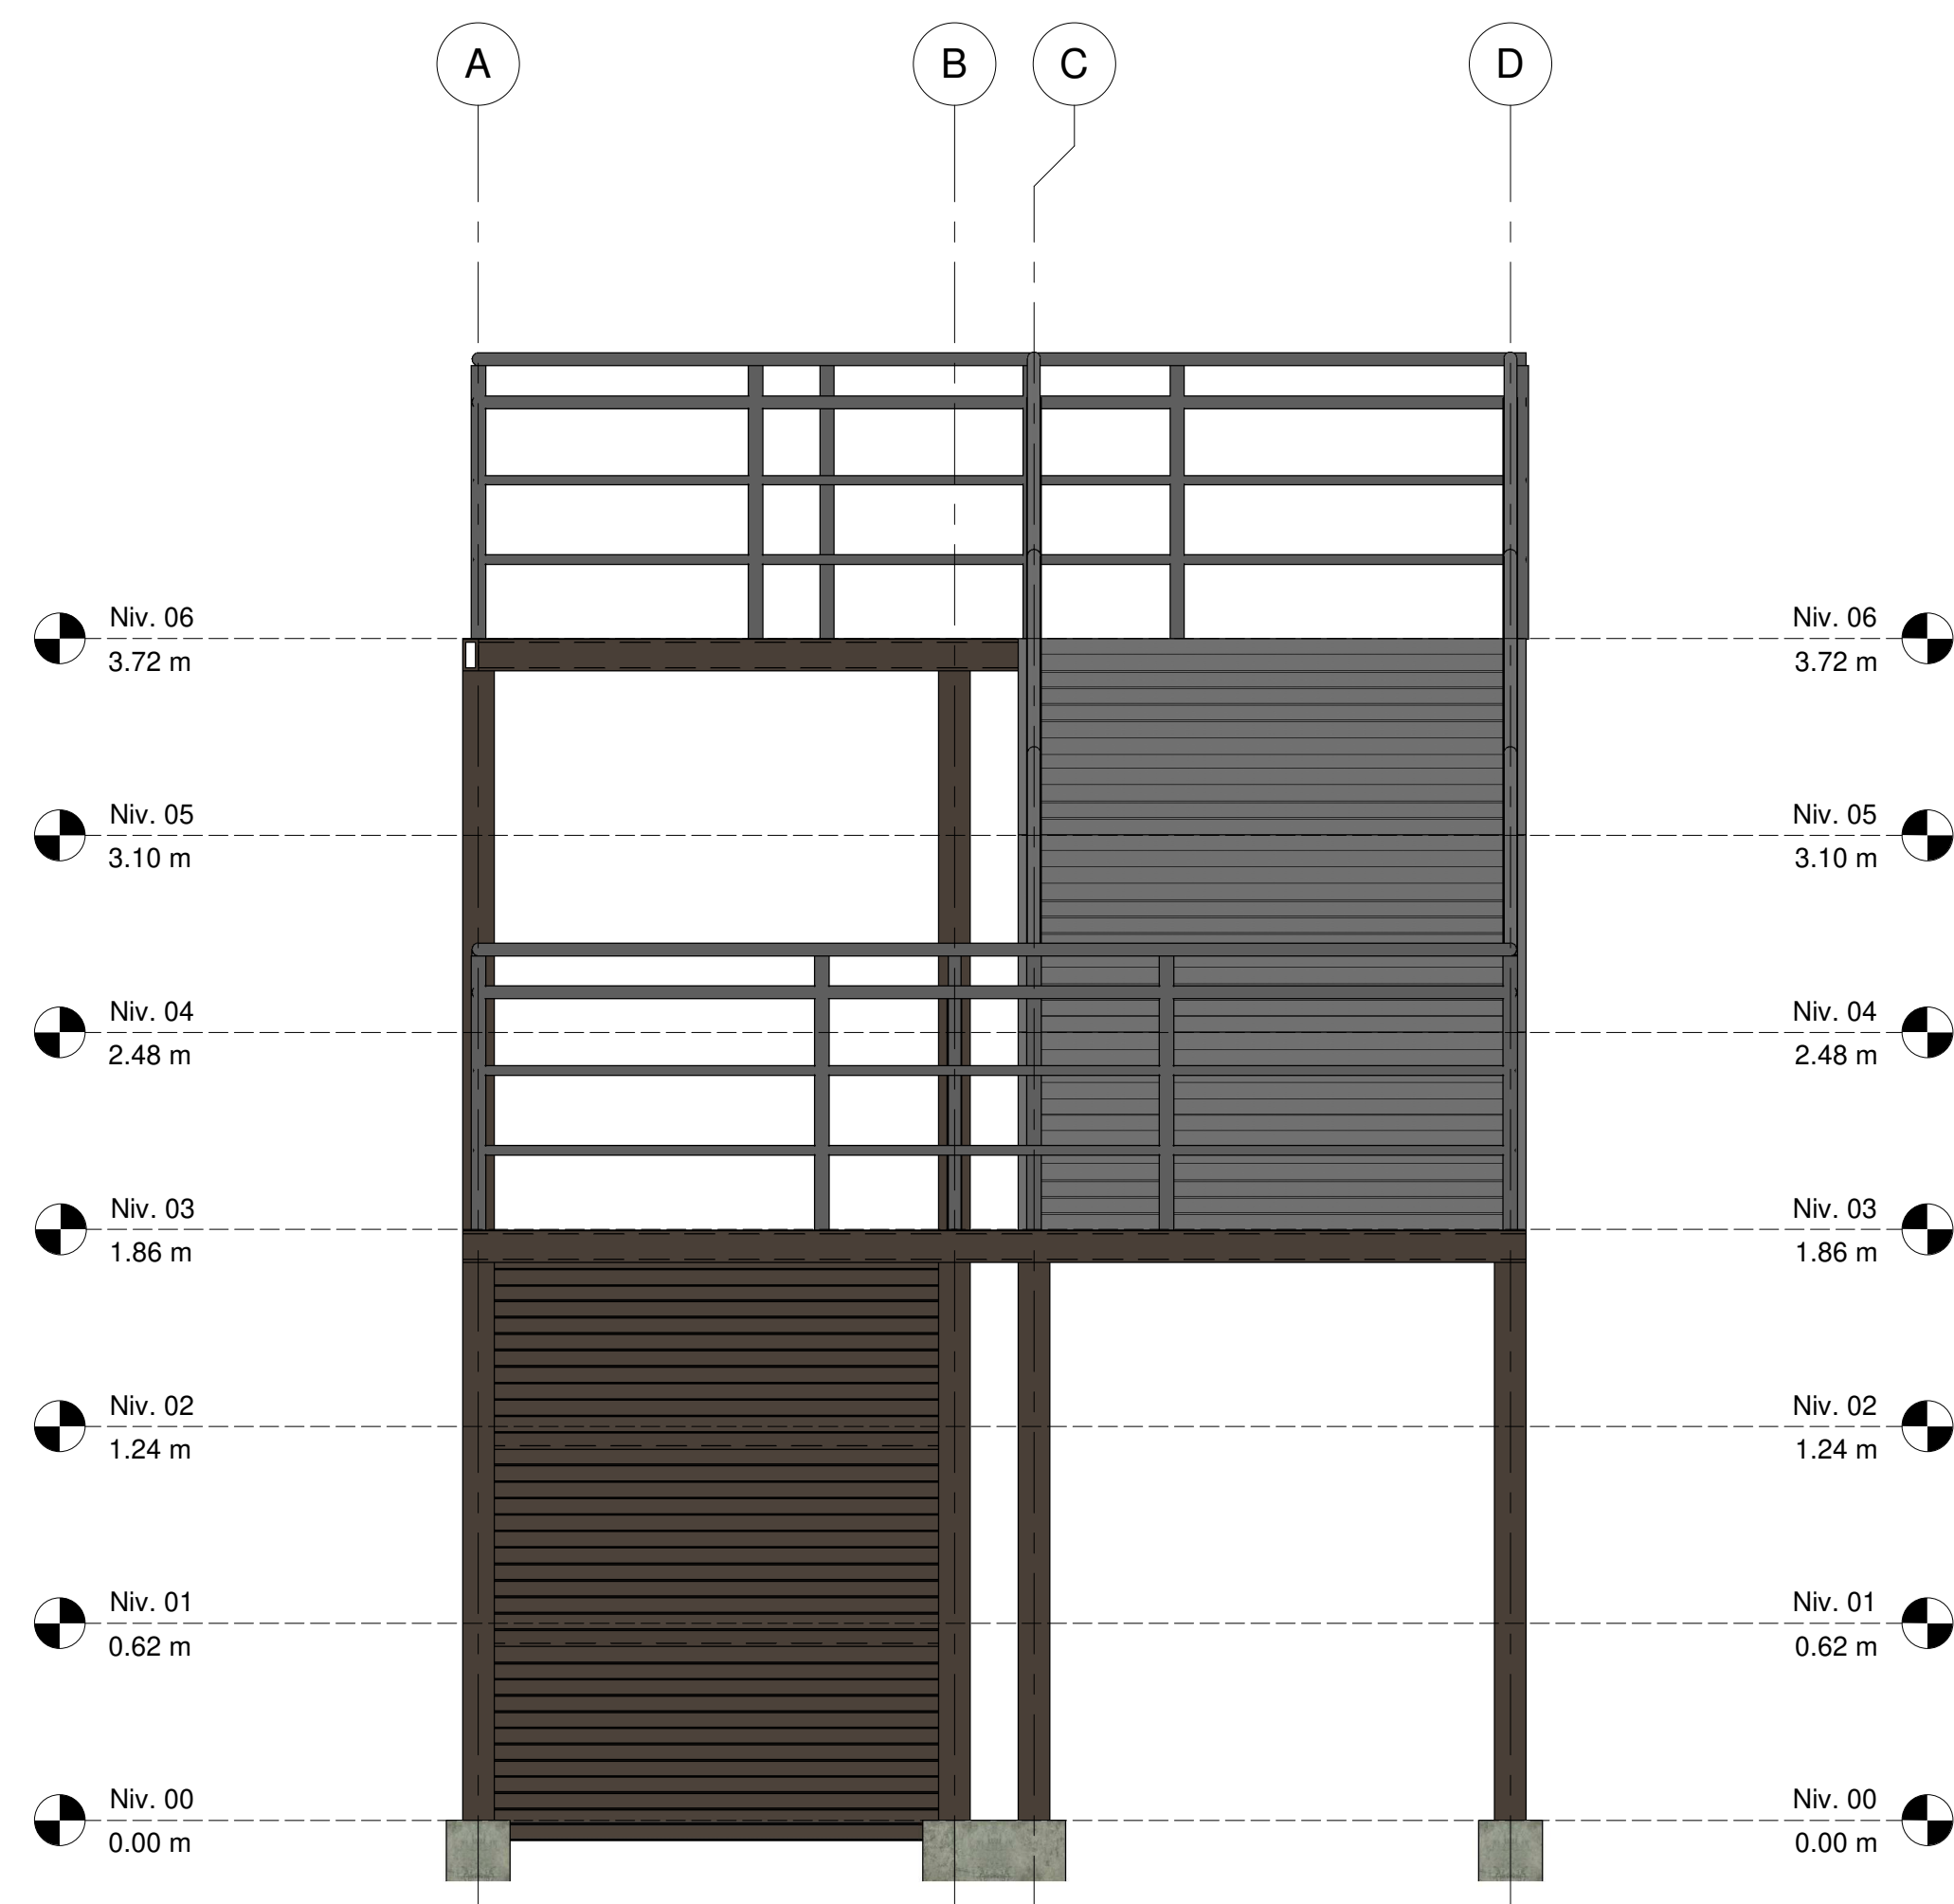 A B C D
Niv. 06 Niv. 06
3.72 m 3.72 m
Niv. 05 Niv. 05
3.10 m 3.10 m
Niv. 04 Niv. 04
2.48 m 2.48 m
Niv. 03 Niv. 03
1.86 m 1.86 m
Niv. 02 Niv. 02
1.24 m 1.24 m
Niv. 01 Niv. 01
0.62 m 0.62 m
Niv. 00 Niv. 00
0.00 m 0.00 m